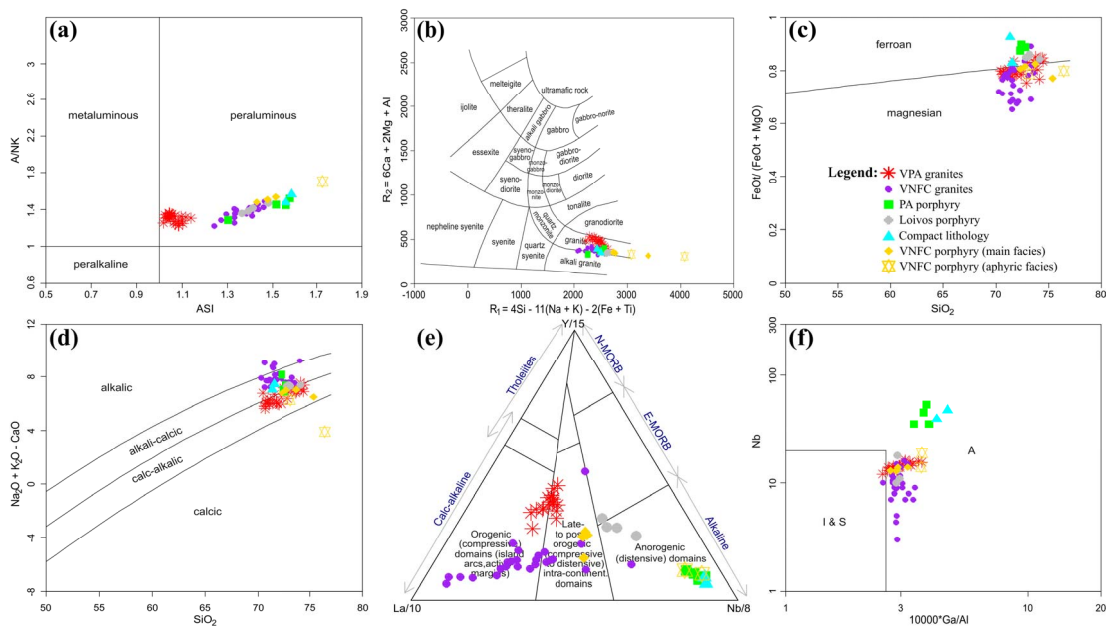 (a)
A/NK
3.4
3
2.6
2.2
1.8
1.4
1
0.6
metaluminous
peraluminous
peralkaline
0.5
0.7
0.9
1.1
1.3
1.5
1.7
1.9
ASI
(b)
R₂ = 6Ca + 2Mg + Al
3000
2500
2000
1500
1000
500
0
ultramafic rock
melteigite
ijolite
theralite
alkali gabbro
gabbro-norite
gabbro
essexite
syeno-
gabbro
monzo-
gabbro
gabbro-
diorite
syeno-
diorite
monzo-
nite
monzo-
diorite
diorite
tonalite
nepheline syenite
syenite
quartz
monzonite
granodiorite
granite
quartz
syenite
alkali granite
-1000
0
1000
2000
3000
4000
5000
R₁ = 4Si - 11(Na + K) - 2(Fe + Ti)
(c)
FeOt/ (FeOt + MgO)
1
0.8
0.6
0.4
0.2
0
ferroan
magnesian
Legend:
VPA granites
VNFC granites
PA porphyry
Loivos porphyry
Compact lithology
VNFC porphyry (main facies)
VNFC porphyry (aphyric facies)
50
55
60
65
70
75
80
SiO₂
(d)
Na₂O + K₂O - CaO
12
8
4
0
-4
-8
alkalic
alkali-calcic
calc-alkalic
calcic
50
55
60
65
70
75
80
SiO₂
(e)
Y/15
Tholeiites
N-MORB
E-MORB
Calc-alkaline
Alkaline
Orogenic
(compressive)
domains (island
arcs,active
margins)
Late-
to post
orogenic
(compressive
to distensive)
intra-continent.
domains
Anorogenic
(distensive) domains
La/10
Nb/8
(f)
Nb
300
100
10
1
I & S
A
1
3
10
20
10000*Ga/Al